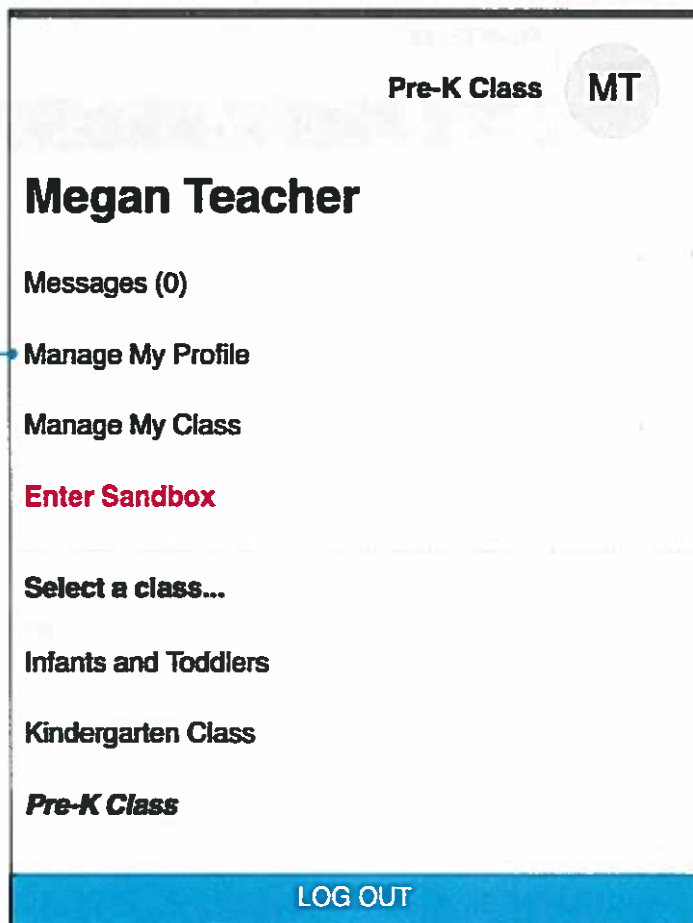 Pre-K Class MT
Megan Teacher
Messages (0)
Manage My Profile
Manage My Class
Enter Sandbox
Select a class...
Infants and Toddlers
Kindergarten Class
Pre-K Class
LOG OUT